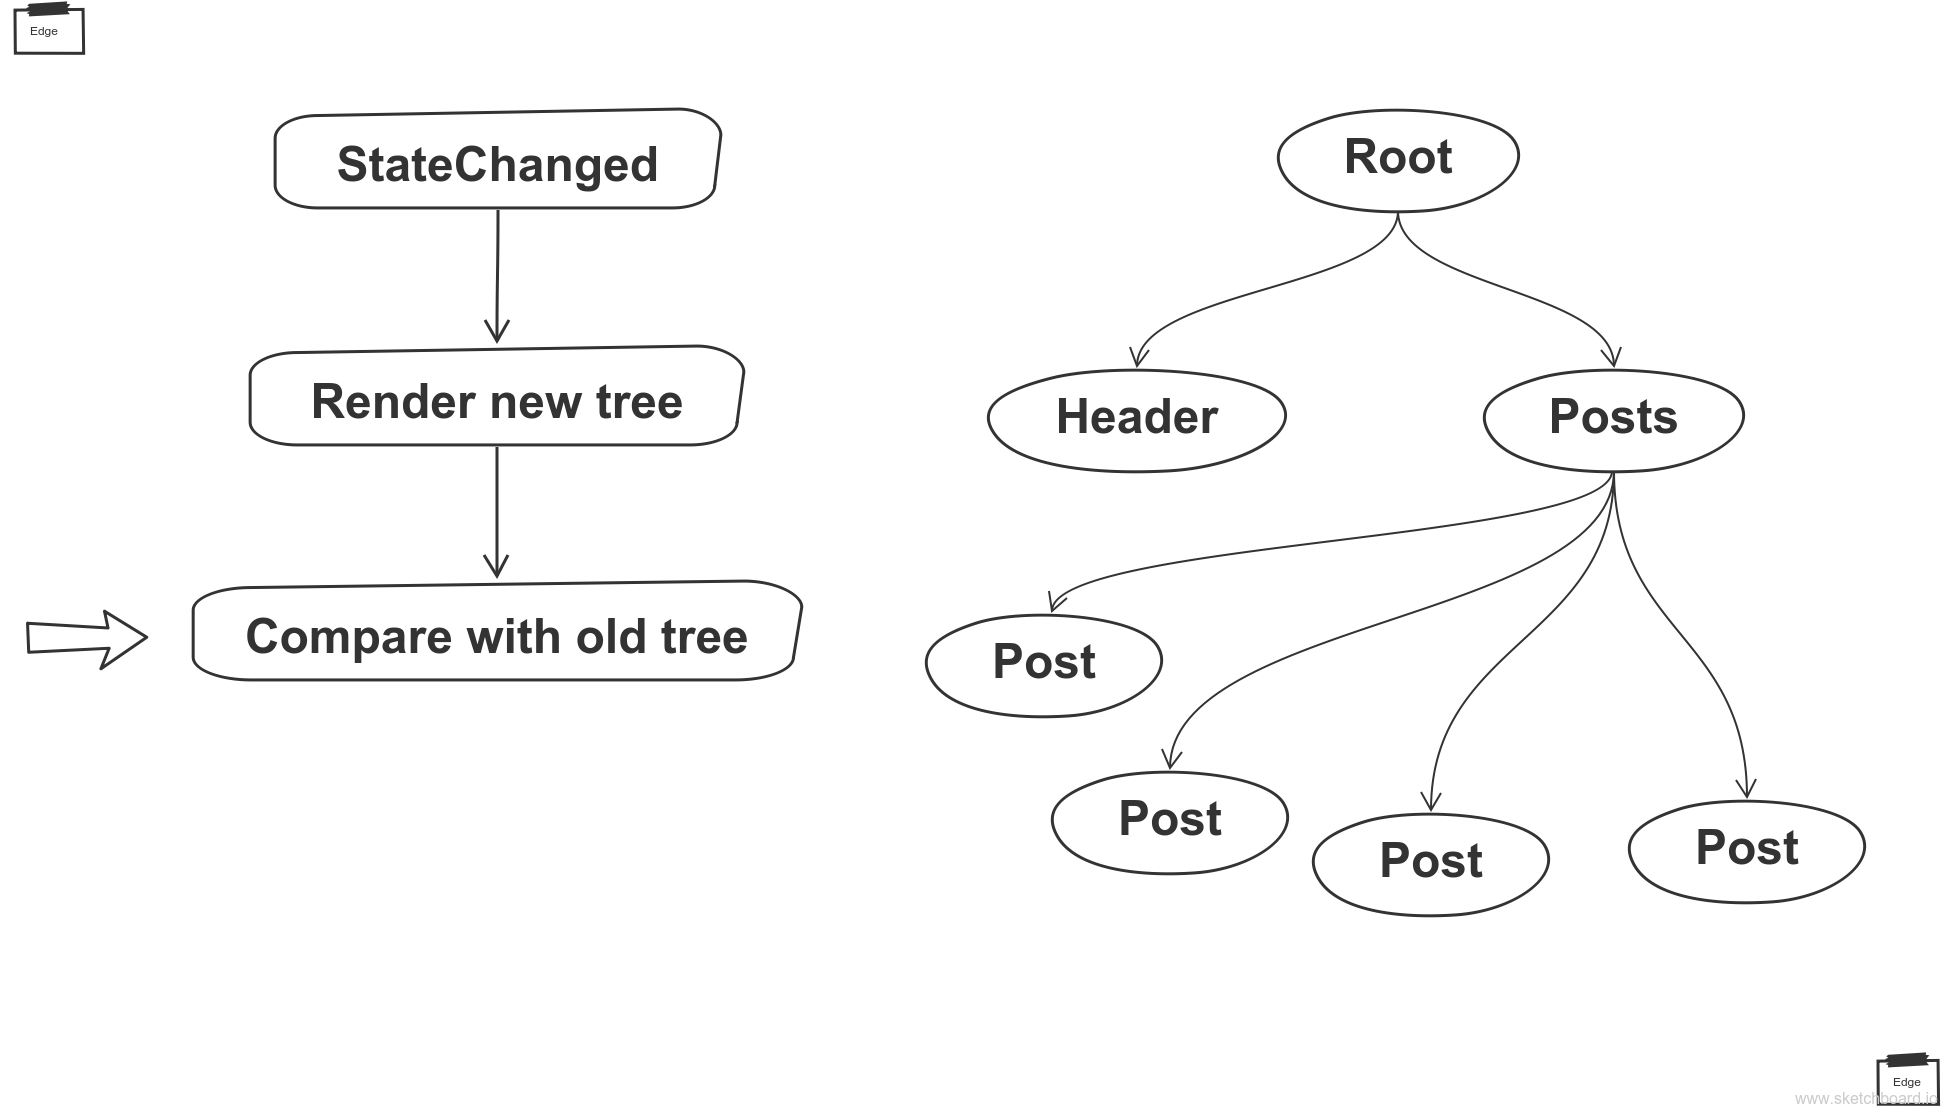 Edge
StateChanged
Render new tree
Compare with old tree
Root
Header
Posts
Post
Post
Post
Post
Edge
www.sketchboard.io